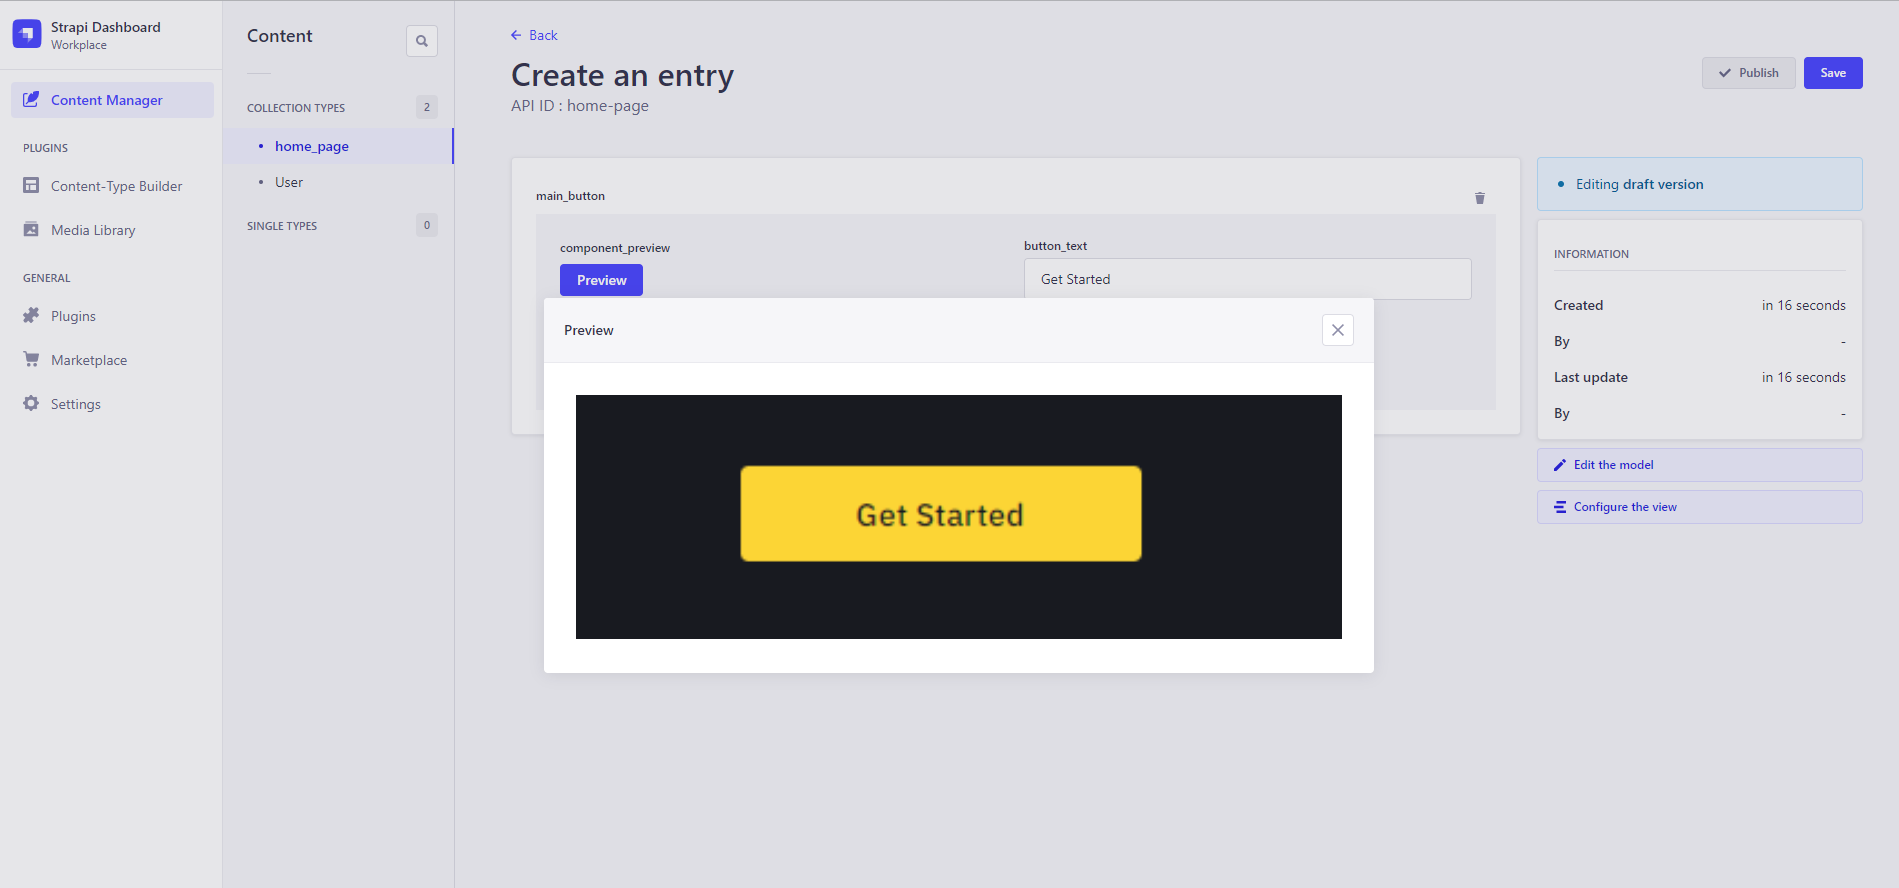 Strapi Dashboard
Workplace
Content Manager
PLUGINS
Content-Type Builder
Media Library
GENERAL
Plugins
Marketplace
Settings
Content
COLLECTION TYPES 2
home_page
User
SINGLE TYPES 0
Back
Create an entry
API ID : home-page
Publish
Save
main_button
component_preview
Preview
button_text
Get Started
Preview
Get Started
Editing draft version
INFORMATION
Created in 16 seconds
By -
Last update in 16 seconds
By -
Edit the model
Configure the view